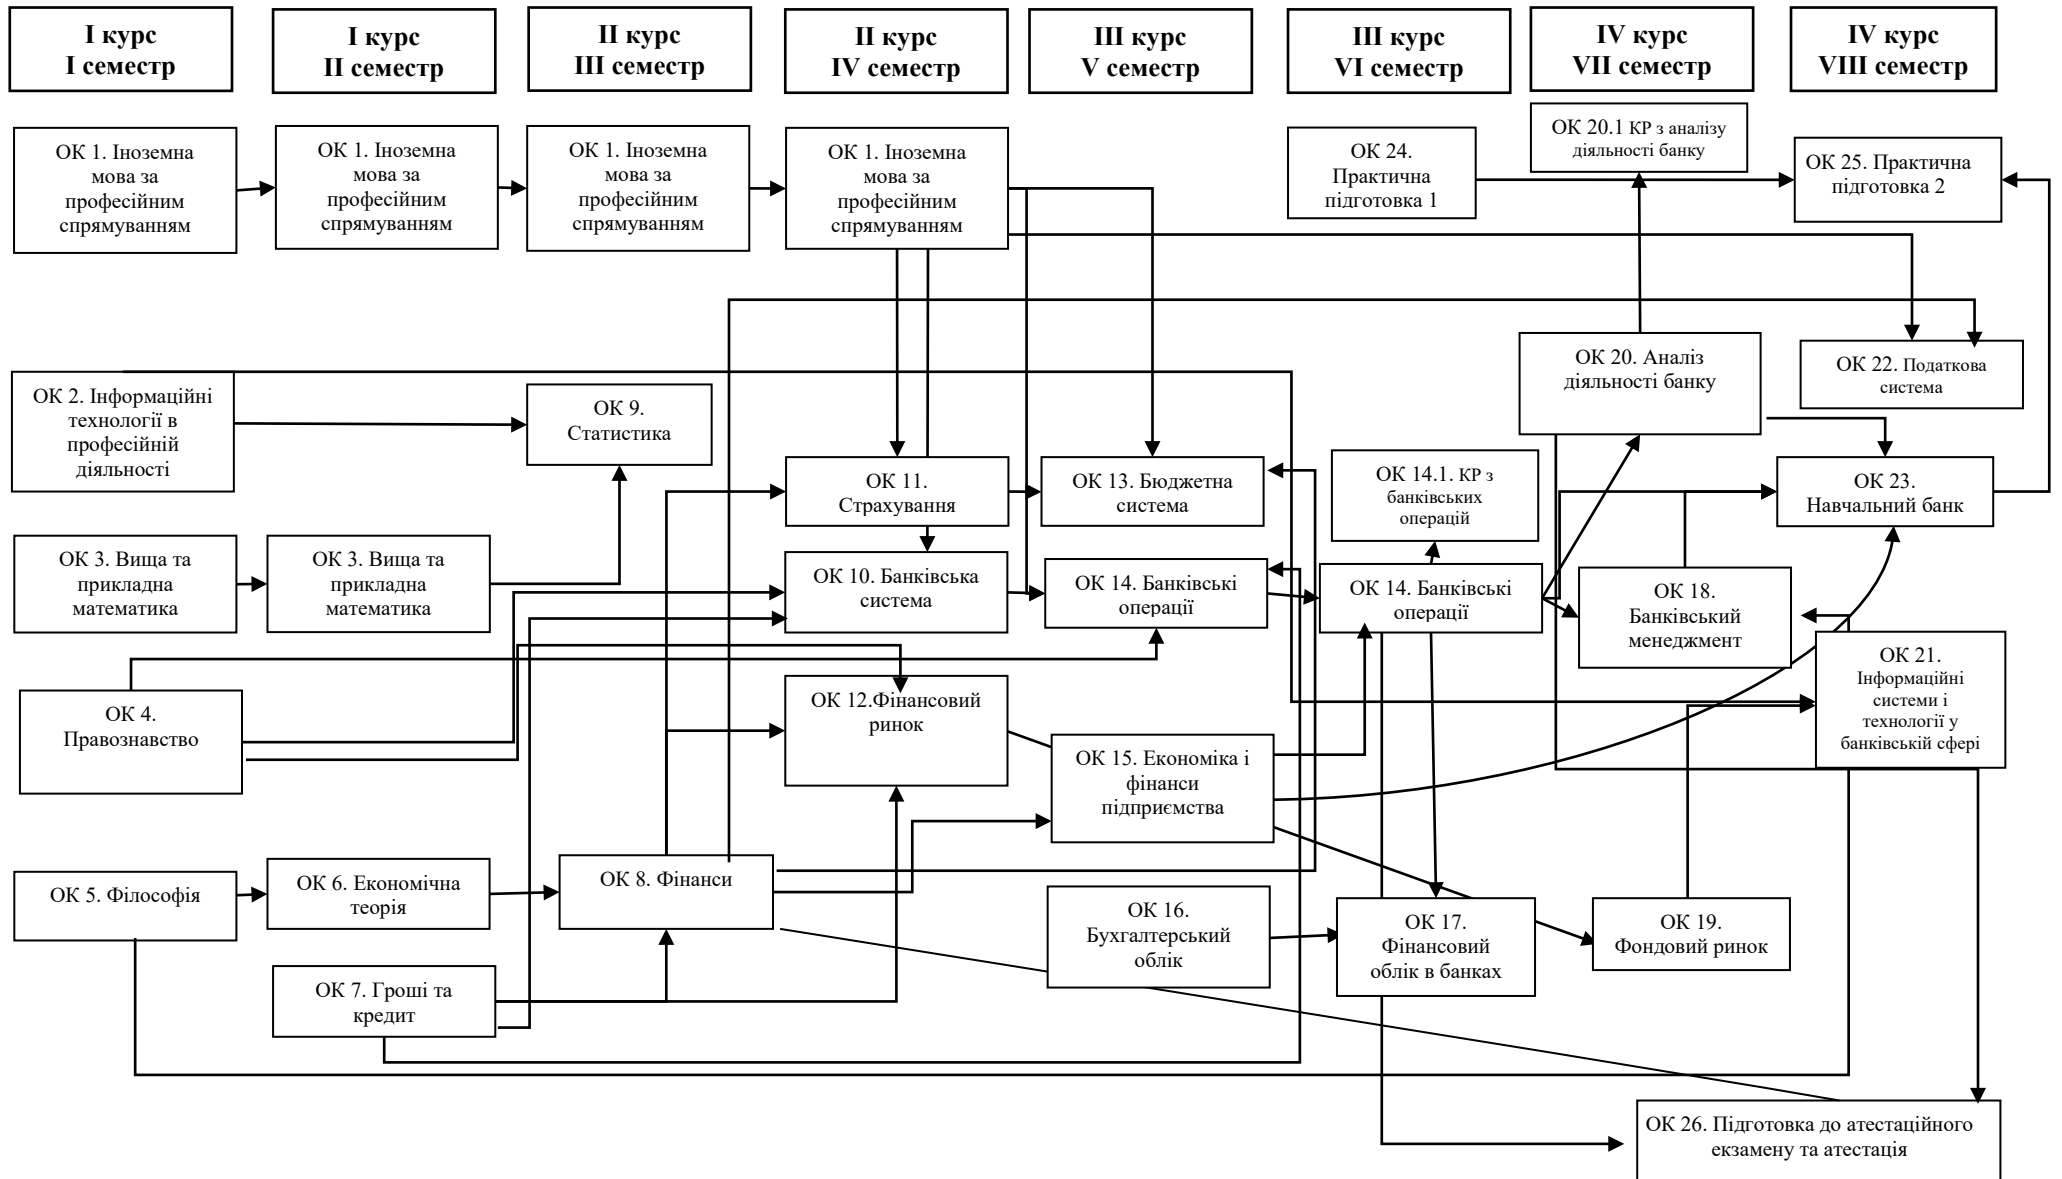 I курс
I семестр
I курс
II семестр
II курс
III семестр
II курс
IV семестр
III курс
V семестр
III курс
VI семестр
IV курс
VII семестр
IV курс
VIII семестр
ОК 1. Іноземна
мова за
професійним
спрямуванням
ОК 1. Іноземна
мова за
професійним
спрямуванням
ОК 1. Іноземна
мова за
професійним
спрямуванням
ОК 1. Іноземна
мова за
професійним
спрямуванням
ОК 24.
Практична
підготовка 1
ОК 20.1 КР з аналізу
діяльності банку
ОК 25. Практична
підготовка 2
ОК 2. Інформаційні
технології в
професійній
діяльності
ОК 9.
Статистика
ОК 20. Аналіз
діяльності банку
ОК 22. Податкова
система
ОК 11.
Страхування
ОК 13. Бюджетна
система
ОК 14.1. КР з
банківських
операцій
ОК 23.
Навчальний банк
ОК 3. Вища та
прикладна
математика
ОК 3. Вища та
прикладна
математика
ОК 10. Банківська
система
ОК 14. Банківські
операції
ОК 14. Банківські
операції
ОК 18.
Банківський
менеджмент
ОК 4.
Правознавство
ОК 12.Фінансовий
ринок
ОК 15. Економіка і
фінанси
підприємства
ОК 21.
Інформаційні
системи і
технології у
банківській сфері
ОК 5. Філософія
ОК 6. Економічна
теорія
ОК 8. Фінанси
ОК 16.
Бухгалтерський
облік
ОК 17.
Фінансовий
облік в банках
ОК 19.
Фондовий ринок
ОК 7. Гроші та
кредит
ОК 26. Підготовка до атестаційного
екзамену та атестація